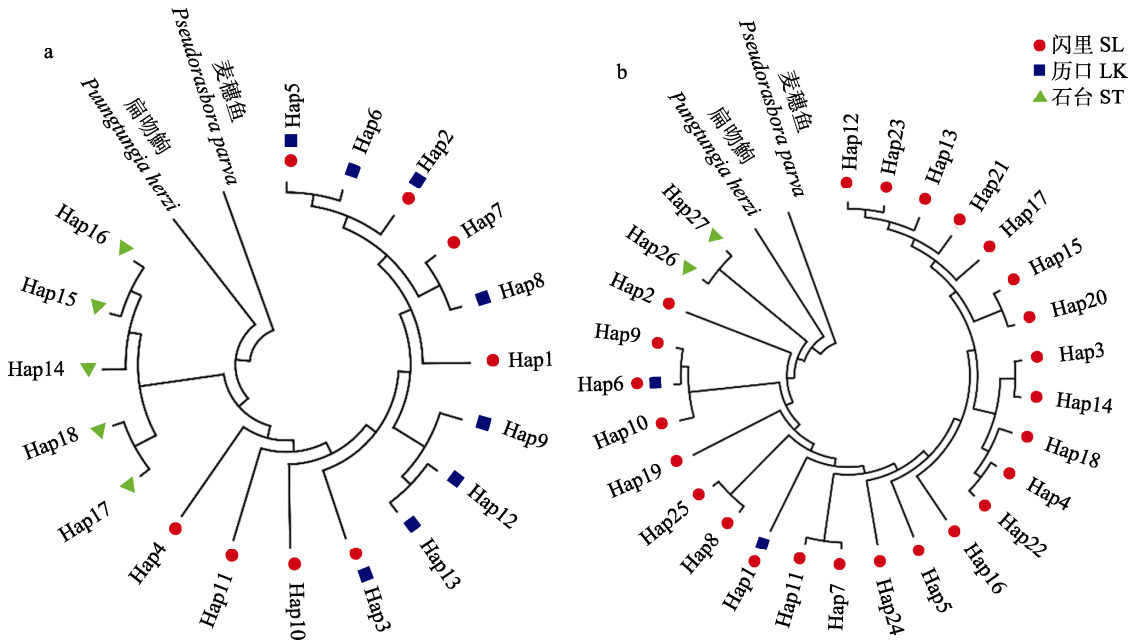 a
麦穗鱼
Pseudorasbora parva
扁吻鮈
Puungtungia herzi
Hap5
Hap6
Hap2
Hap7
Hap8
Hap1
Hap9
Hap12
Hap13
Hap3
Hap10
Hap11
Hap4
Hap17
Hap18
Hap14
Hap15
Hap16
b
麦穗鱼
Pseudorasbora parva
扁吻鮈
Pungtungia herzi
Hap12
Hap23
Hap13
Hap21
Hap17
Hap15
Hap20
Hap3
Hap14
Hap18
Hap4
Hap22
Hap16
Hap5
Hap24
Hap7
Hap11
Hap1
Hap8
Hap25
Hap19
Hap10
Hap6
Hap9
Hap2
Hap26
Hap27
闪里 SL
历口 LK
石台 ST